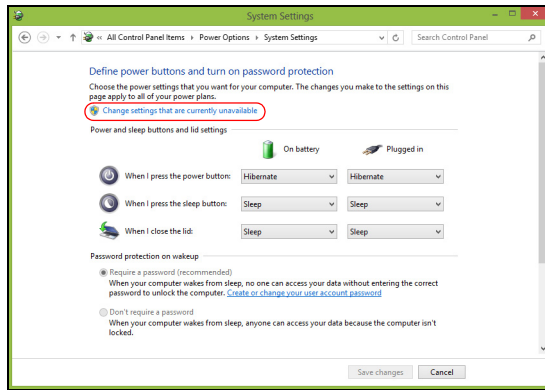 System Settings
« All Control Panel Items ▸ Power Options ▸ System Settings
Search Control Panel
Define power buttons and turn on password protection
Choose the power settings that you want for your computer. The changes you make to the settings on this
page apply to all of your power plans.
Change settings that are currently unavailable
Power and sleep buttons and lid settings
On battery Plugged in
When I press the power button: Hibernate Hibernate
When I press the sleep button: Sleep Sleep
When I close the lid: Sleep Sleep
Password protection on wakeup
Require a password (recommended)
When your computer wakes from sleep, no one can access your data without entering the correct
password to unlock the computer. Create or change your user account password
Don't require a password
When your computer wakes from sleep, anyone can access your data because the computer isn't
locked.
Save changes Cancel